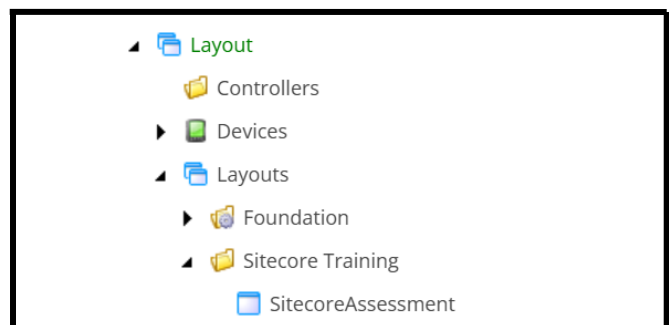 Layout
Controllers
Devices
Layouts
Foundation
Sitecore Training
SitecoreAssessment